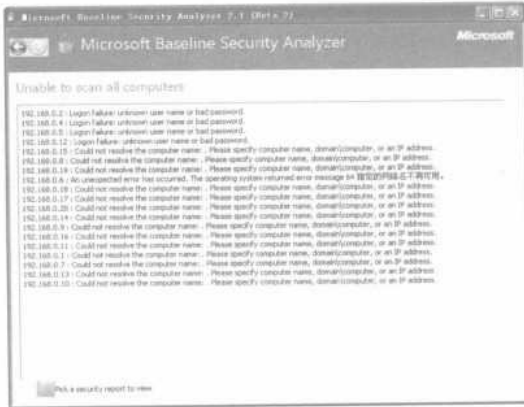 Microsoft Baseline Security Analyzer 2.1 (Beta 2)
Microsoft Baseline Security Analyzer
Microsoft
Unable to scan all computers
192.168.0.2 : Logon failure: unknown user name or bad password.
192.168.0.4 : Logon failure: unknown user name or bad password.
192.168.0.5 : Logon failure: unknown user name or bad password.
192.168.0.12 : Logon failure: unknown user name or bad password.
192.168.0.15 : Could not resolve the computer name: . Please specify computer name, domain\computer, or an IP address.
192.168.0.8 : Could not resolve the computer name: . Please specify computer name, domain\computer, or an IP address.
192.168.0.19 : Could not resolve the computer name: . Please specify computer name, domain\computer, or an IP address.
192.168.0.6 : An unexpected error has occurred. The operating system returned error message 64 指定的网络名不再可用。
192.168.0.18 : Could not resolve the computer name: . Please specify computer name, domain\computer, or an IP address.
192.168.0.17 : Could not resolve the computer name: . Please specify computer name, domain\computer, or an IP address.
192.168.0.20 : Could not resolve the computer name: . Please specify computer name, domain\computer, or an IP address.
192.168.0.14 : Could not resolve the computer name: . Please specify computer name, domain\computer, or an IP address.
192.168.0.9 : Could not resolve the computer name: . Please specify computer name, domain\computer, or an IP address.
192.168.0.16 : Could not resolve the computer name: . Please specify computer name, domain\computer, or an IP address.
192.168.0.11 : Could not resolve the computer name: . Please specify computer name, domain\computer, or an IP address.
192.168.0.1 : Could not resolve the computer name: . Please specify computer name, domain\computer, or an IP address.
192.168.0.7 : Could not resolve the computer name: . Please specify computer name, domain\computer, or an IP address.
192.168.0.13 : Could not resolve the computer name: . Please specify computer name, domain\computer, or an IP address.
192.168.0.10 : Could not resolve the computer name: . Please specify computer name, domain\computer, or an IP address.
Pick a security report to view